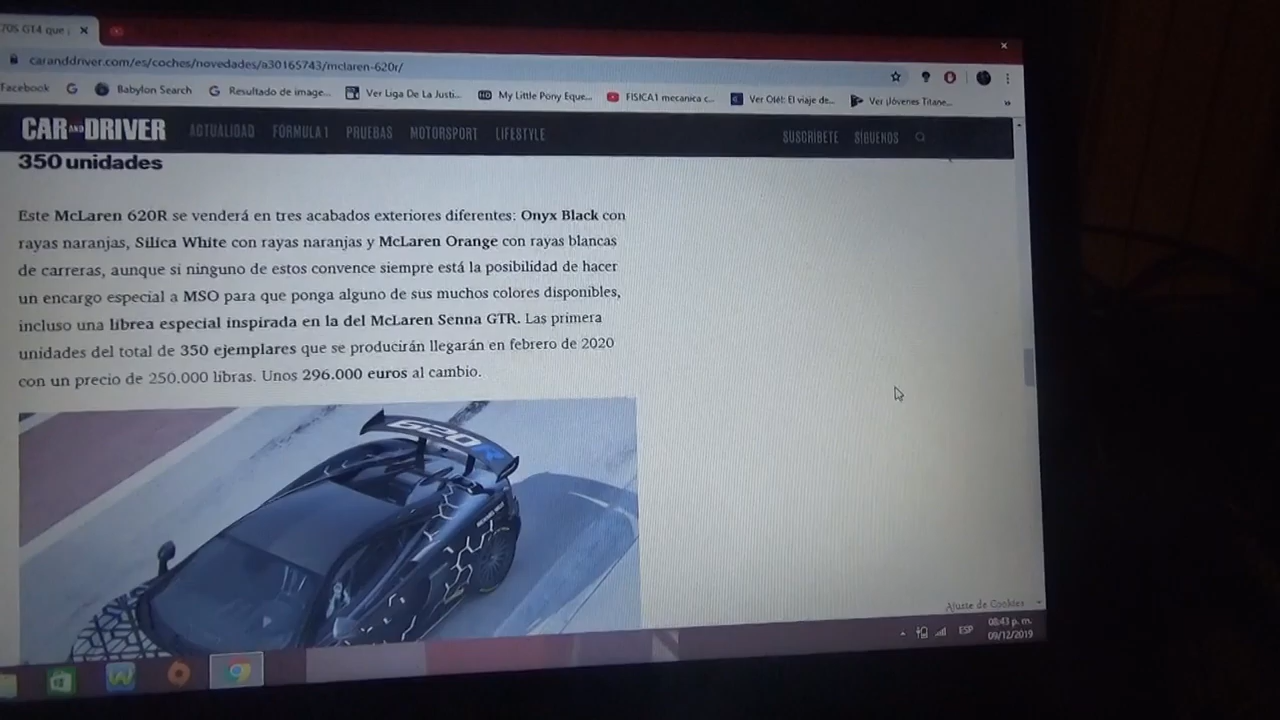 705 GT4 que
caranddriver.com/es/coches/novedades/a30165743/mclaren-620r/
Facebook
Babylon Search
Resultado de image...
Ver Liga De La Justi...
My Little Pony Eque...
FISICA1 mecanica c...
Ver Olé!: El viaje de...
Ver ¡Jóvenes Titane...
»
CAR AND DRIVER
ACTUALIDAD
FÓRMULA 1
PRUEBAS
MOTORSPORT
LIFESTYLE
SUSCRÍBETE
SÍGUENOS
350 unidades
Este McLaren 620R se venderá en tres acabados exteriores diferentes: Onyx Black con
rayas naranjas, Silica White con rayas naranjas y McLaren Orange con rayas blancas
de carreras, aunque si ninguno de estos convence siempre está la posibilidad de hacer
un encargo especial a MSO para que ponga alguno de sus muchos colores disponibles,
incluso una librea especial inspirada en la del McLaren Senna GTR. Las primera
unidades del total de 350 ejemplares que se producirán llegarán en febrero de 2020
con un precio de 250.000 libras. Unos 296.000 euros al cambio.
620R
Ajuste de Cookies
ESP
08:43 p. m.
09/12/2019